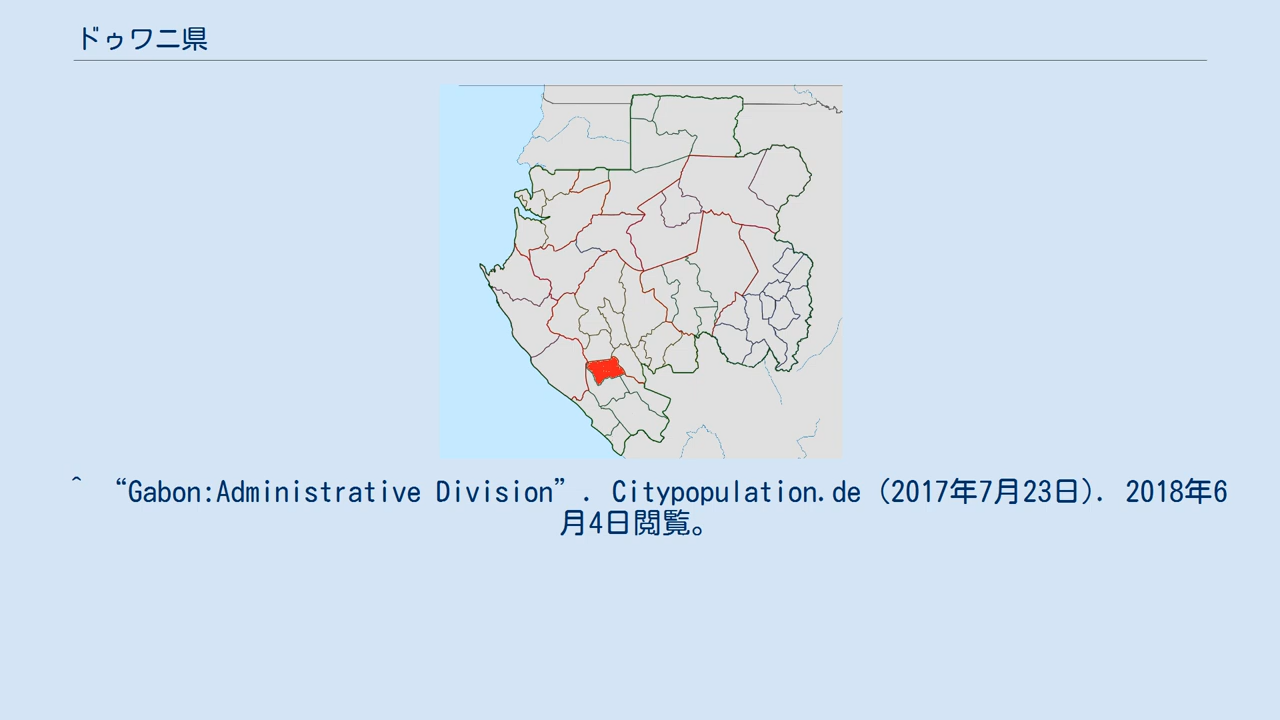 ドゥワニ県
^ “Gabon:Administrative Division”. Citypopulation.de (2017年7月23日). 2018年6
月4日閲覧。